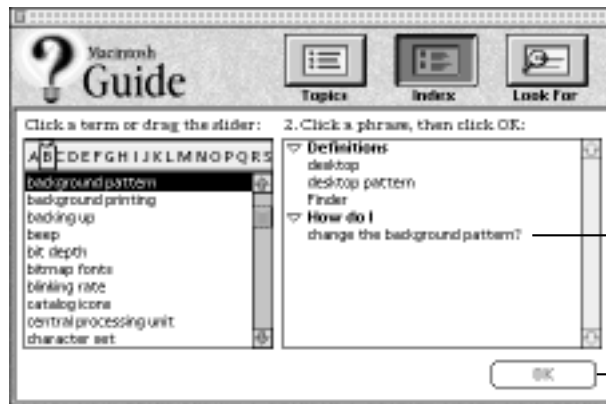 Macintosh
Guide
Topics
Index
Look For
Click a term or drag the slider:
A B C D E F G H I J K L M N O P Q R S
background pattern
background printing
backing up
beep
bit depth
bitmap fonts
blinking rate
catalog icons
central processing unit
character set
2. Click a phrase, then click OK:
Definitions
desktop
desktop pattern
Finder
How do I
change the background pattern?
OK